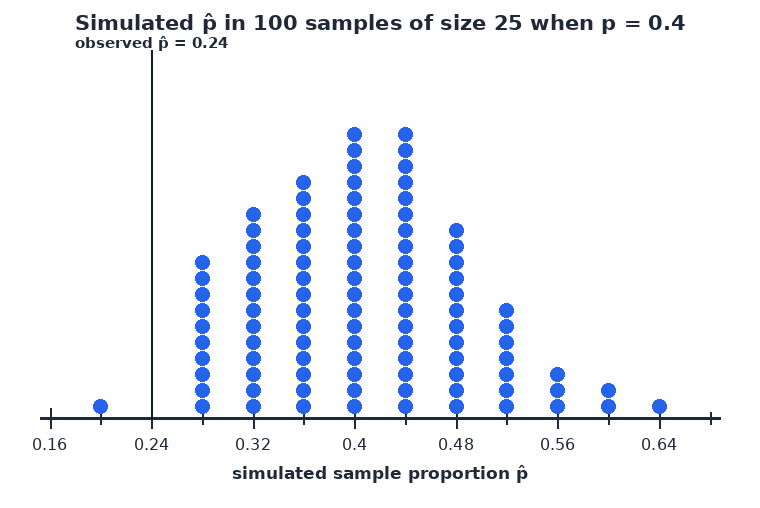 Simulated p̂ in 100 samples of size 25 when p = 0.4
observed p̂ = 0.24
0.16 0.24 0.32 0.4 0.48 0.56 0.64
simulated sample proportion p̂